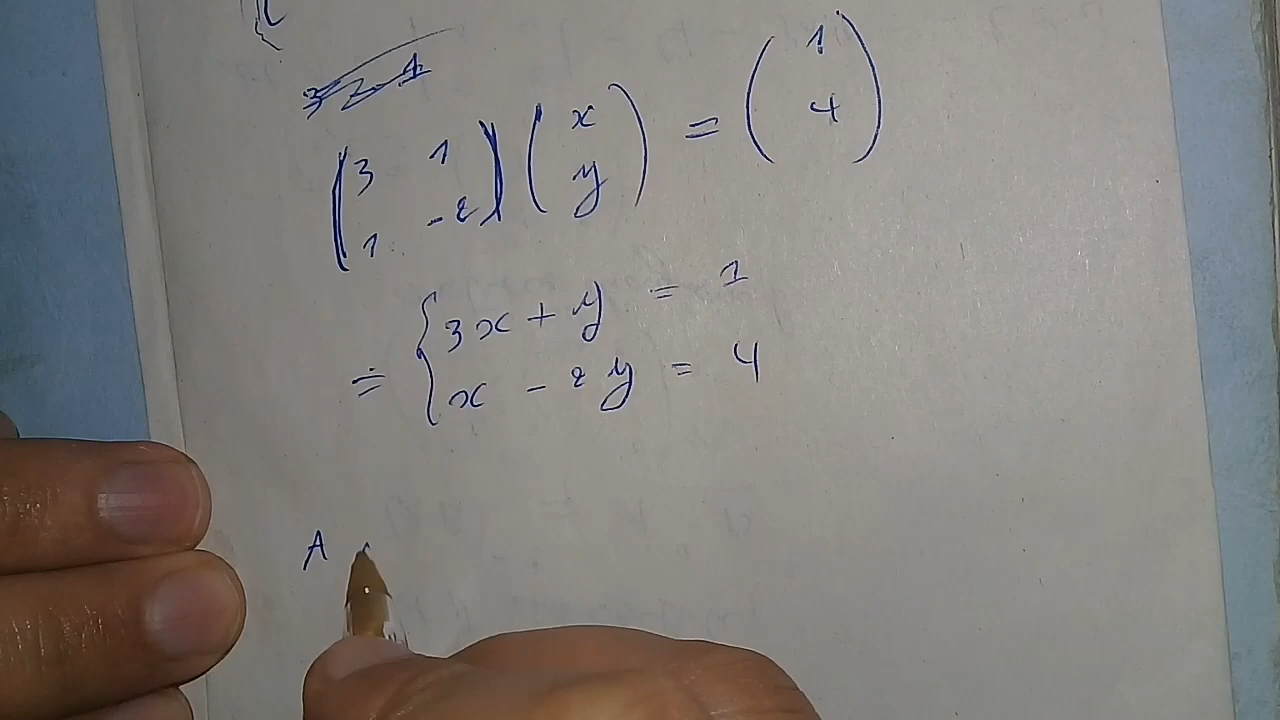 3 1
1 -2
x
y
=
1
4
3x + y = 1
= x - 2y = 4
A